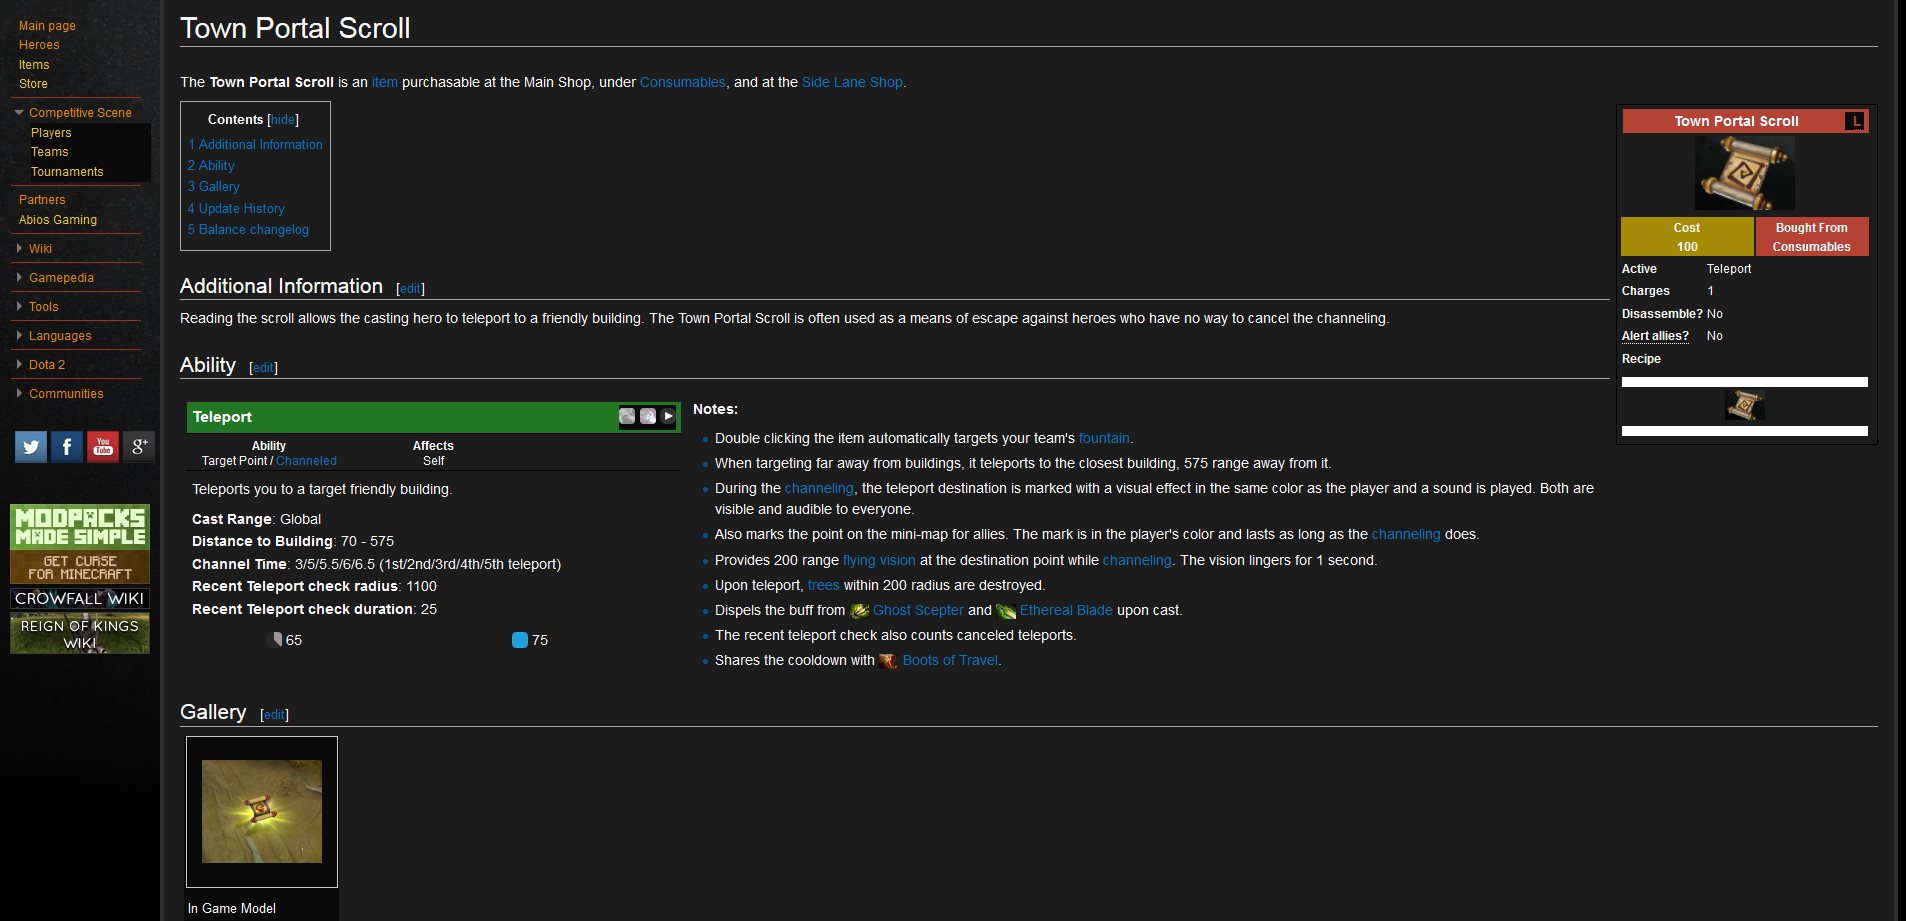 Main page
Heroes
Items
Store
Competitive Scene
Players
Teams
Tournaments
Partners
Abios Gaming
Wiki
Gamepedia
Tools
Languages
Dota 2
Communities
f
You
Tube
g+
MODPACKS
MADE SIMPLE
GET CURSE
FOR MINECRAFT
CROWFALL WIKI
REIGN OF KINGS
WIKI
Town Portal Scroll
The Town Portal Scroll is an item purchasable at the Main Shop, under Consumables, and at the Side Lane Shop.
Contents [hide]
1 Additional Information
2 Ability
3 Gallery
4 Update History
5 Balance changelog
Town Portal Scroll L
Cost
100
Bought From
Consumables
Active Teleport
Charges 1
Disassemble? No
Alert allies? No
Recipe
Additional Information [edit]
Reading the scroll allows the casting hero to teleport to a friendly building. The Town Portal Scroll is often used as a means of escape against heroes who have no way to cancel the channeling.
Ability [edit]
Teleport
Ability
Target Point / Channeled
Affects
Self
Teleports you to a target friendly building.
Cast Range: Global
Distance to Building: 70 - 575
Channel Time: 3/5/5.5/6/6.5 (1st/2nd/3rd/4th/5th teleport)
Recent Teleport check radius: 1100
Recent Teleport check duration: 25
65 75
Notes:
Double clicking the item automatically targets your team's fountain.
When targeting far away from buildings, it teleports to the closest building, 575 range away from it.
During the channeling, the teleport destination is marked with a visual effect in the same color as the player and a sound is played. Both are
visible and audible to everyone.
Also marks the point on the mini-map for allies. The mark is in the player's color and lasts as long as the channeling does.
Provides 200 range flying vision at the destination point while channeling. The vision lingers for 1 second.
Upon teleport, trees within 200 radius are destroyed.
Dispels the buff from Ghost Scepter and Ethereal Blade upon cast.
The recent teleport check also counts canceled teleports.
Shares the cooldown with Boots of Travel.
Gallery [edit]
In Game Model